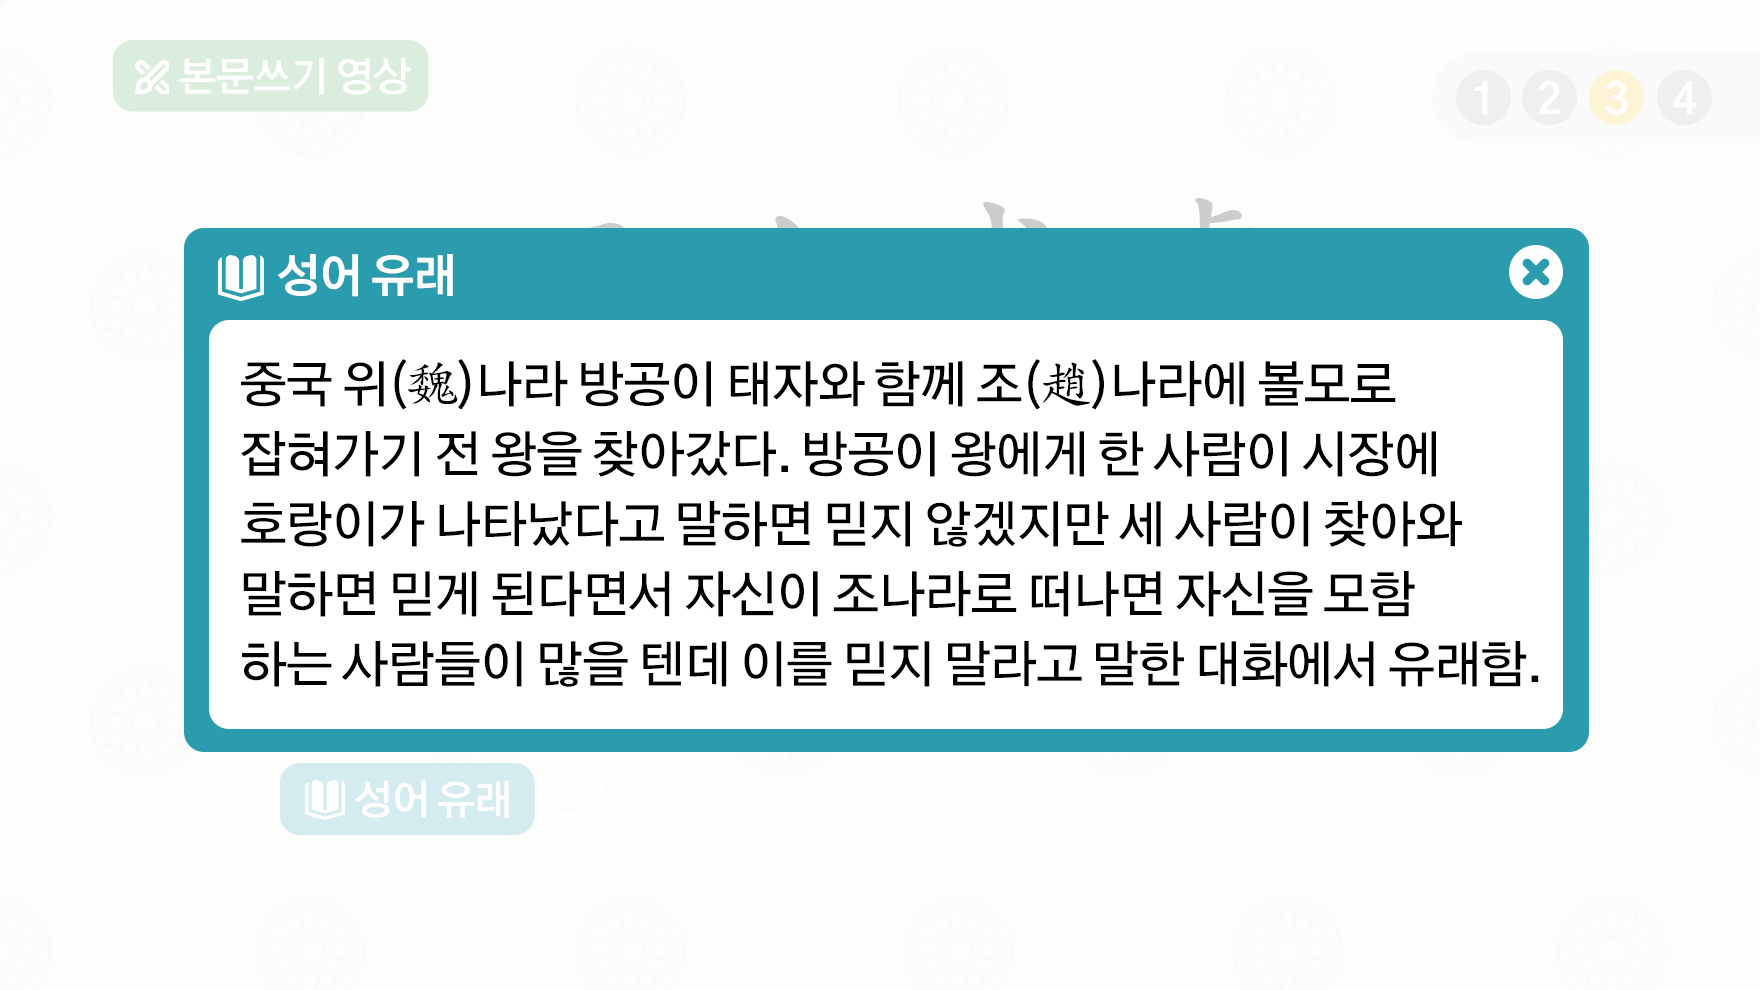 본문쓰기 영상
1 2 3 4
성어 유래
중국 위(魏)나라 방공이 태자와 함께 조(趙)나라에 볼모로
잡혀가기 전 왕을 찾아갔다. 방공이 왕에게 한 사람이 시장에
호랑이가 나타났다고 말하면 믿지 않겠지만 세 사람이 찾아와
말하면 믿게 된다면서 자신이 조나라로 떠나면 자신을 모함
하는 사람들이 많을 텐데 이를 믿지 말라고 말한 대화에서 유래함.
성어 유래 란?